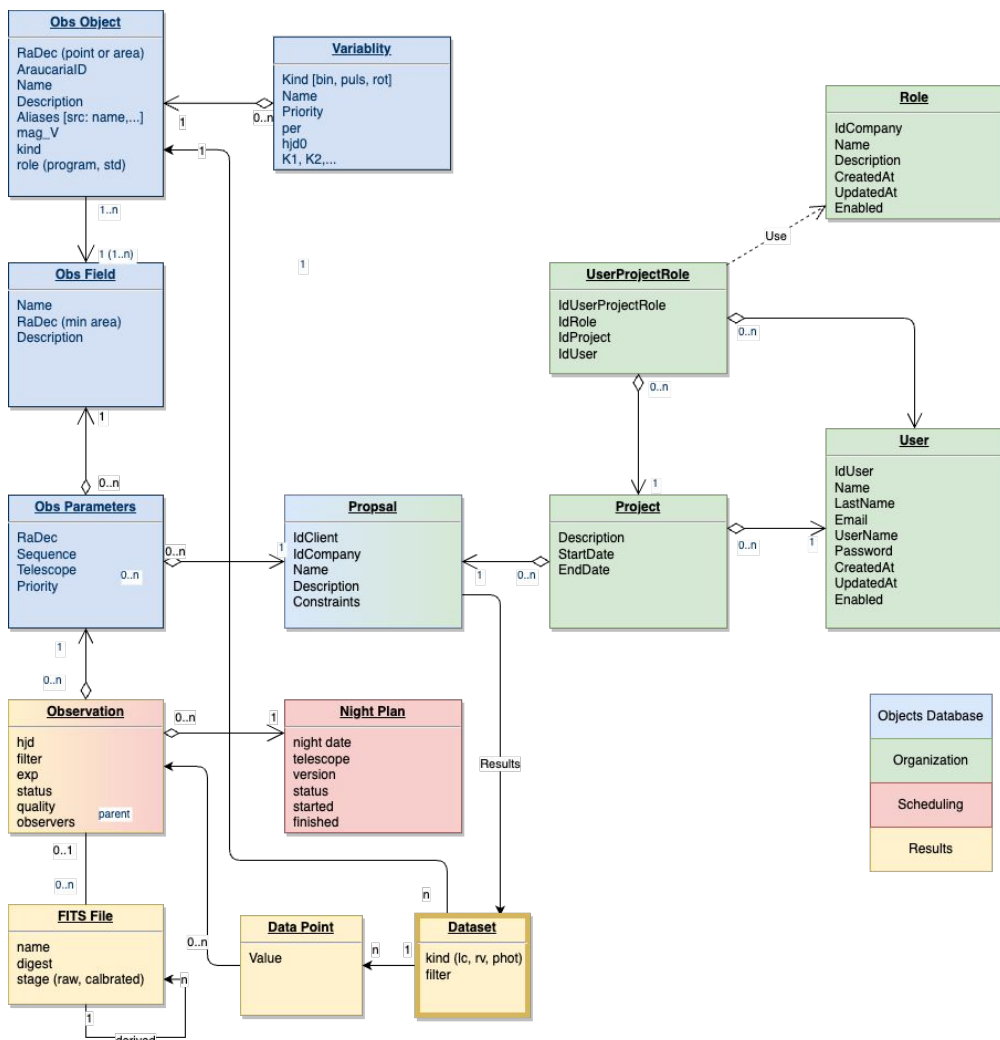 Obs Object
RaDec (point or area)
AraucariaID
Name
Description
Aliases [src: name,...]
mag_V
kind
role (program, std)
Variablity
Kind [bin, puls, rot]
Name
Priority
per
hjd0
K1, K2,...
0..n
1
1
Role
IdCompany
Name
Description
CreatedAt
UpdatedAt
Enabled
Use
1..n
1 (1..n)
1
Obs Field
Name
RaDec (min area)
Description
UserProjectRole
IdUserProjectRole
IdRole
IdProject
IdUser
0..n
0..n
1
1
0..n
User
IdUser
Name
LastName
Email
UserName
Password
CreatedAt
UpdatedAt
Enabled
Obs Parameters
RaDec
Sequence
Telescope
Priority
0..n
0..n
1
Propsal
IdClient
IdCompany
Name
Description
Constraints
1
0..n
Project
Description
StartDate
EndDate
0..n
1
1
0..n
Observation
hjd
filter
exp
status
quality
observers
parent
0..n
1
Night Plan
night date
telescope
version
status
started
finished
Results
Objects Database
Organization
Scheduling
Results
0..1
0..n
FITS File
name
digest
stage (raw, calbrated)
n
1
derived
0..n
Data Point
Value
n
1
n
Dataset
kind (lc, rv, phot)
filter